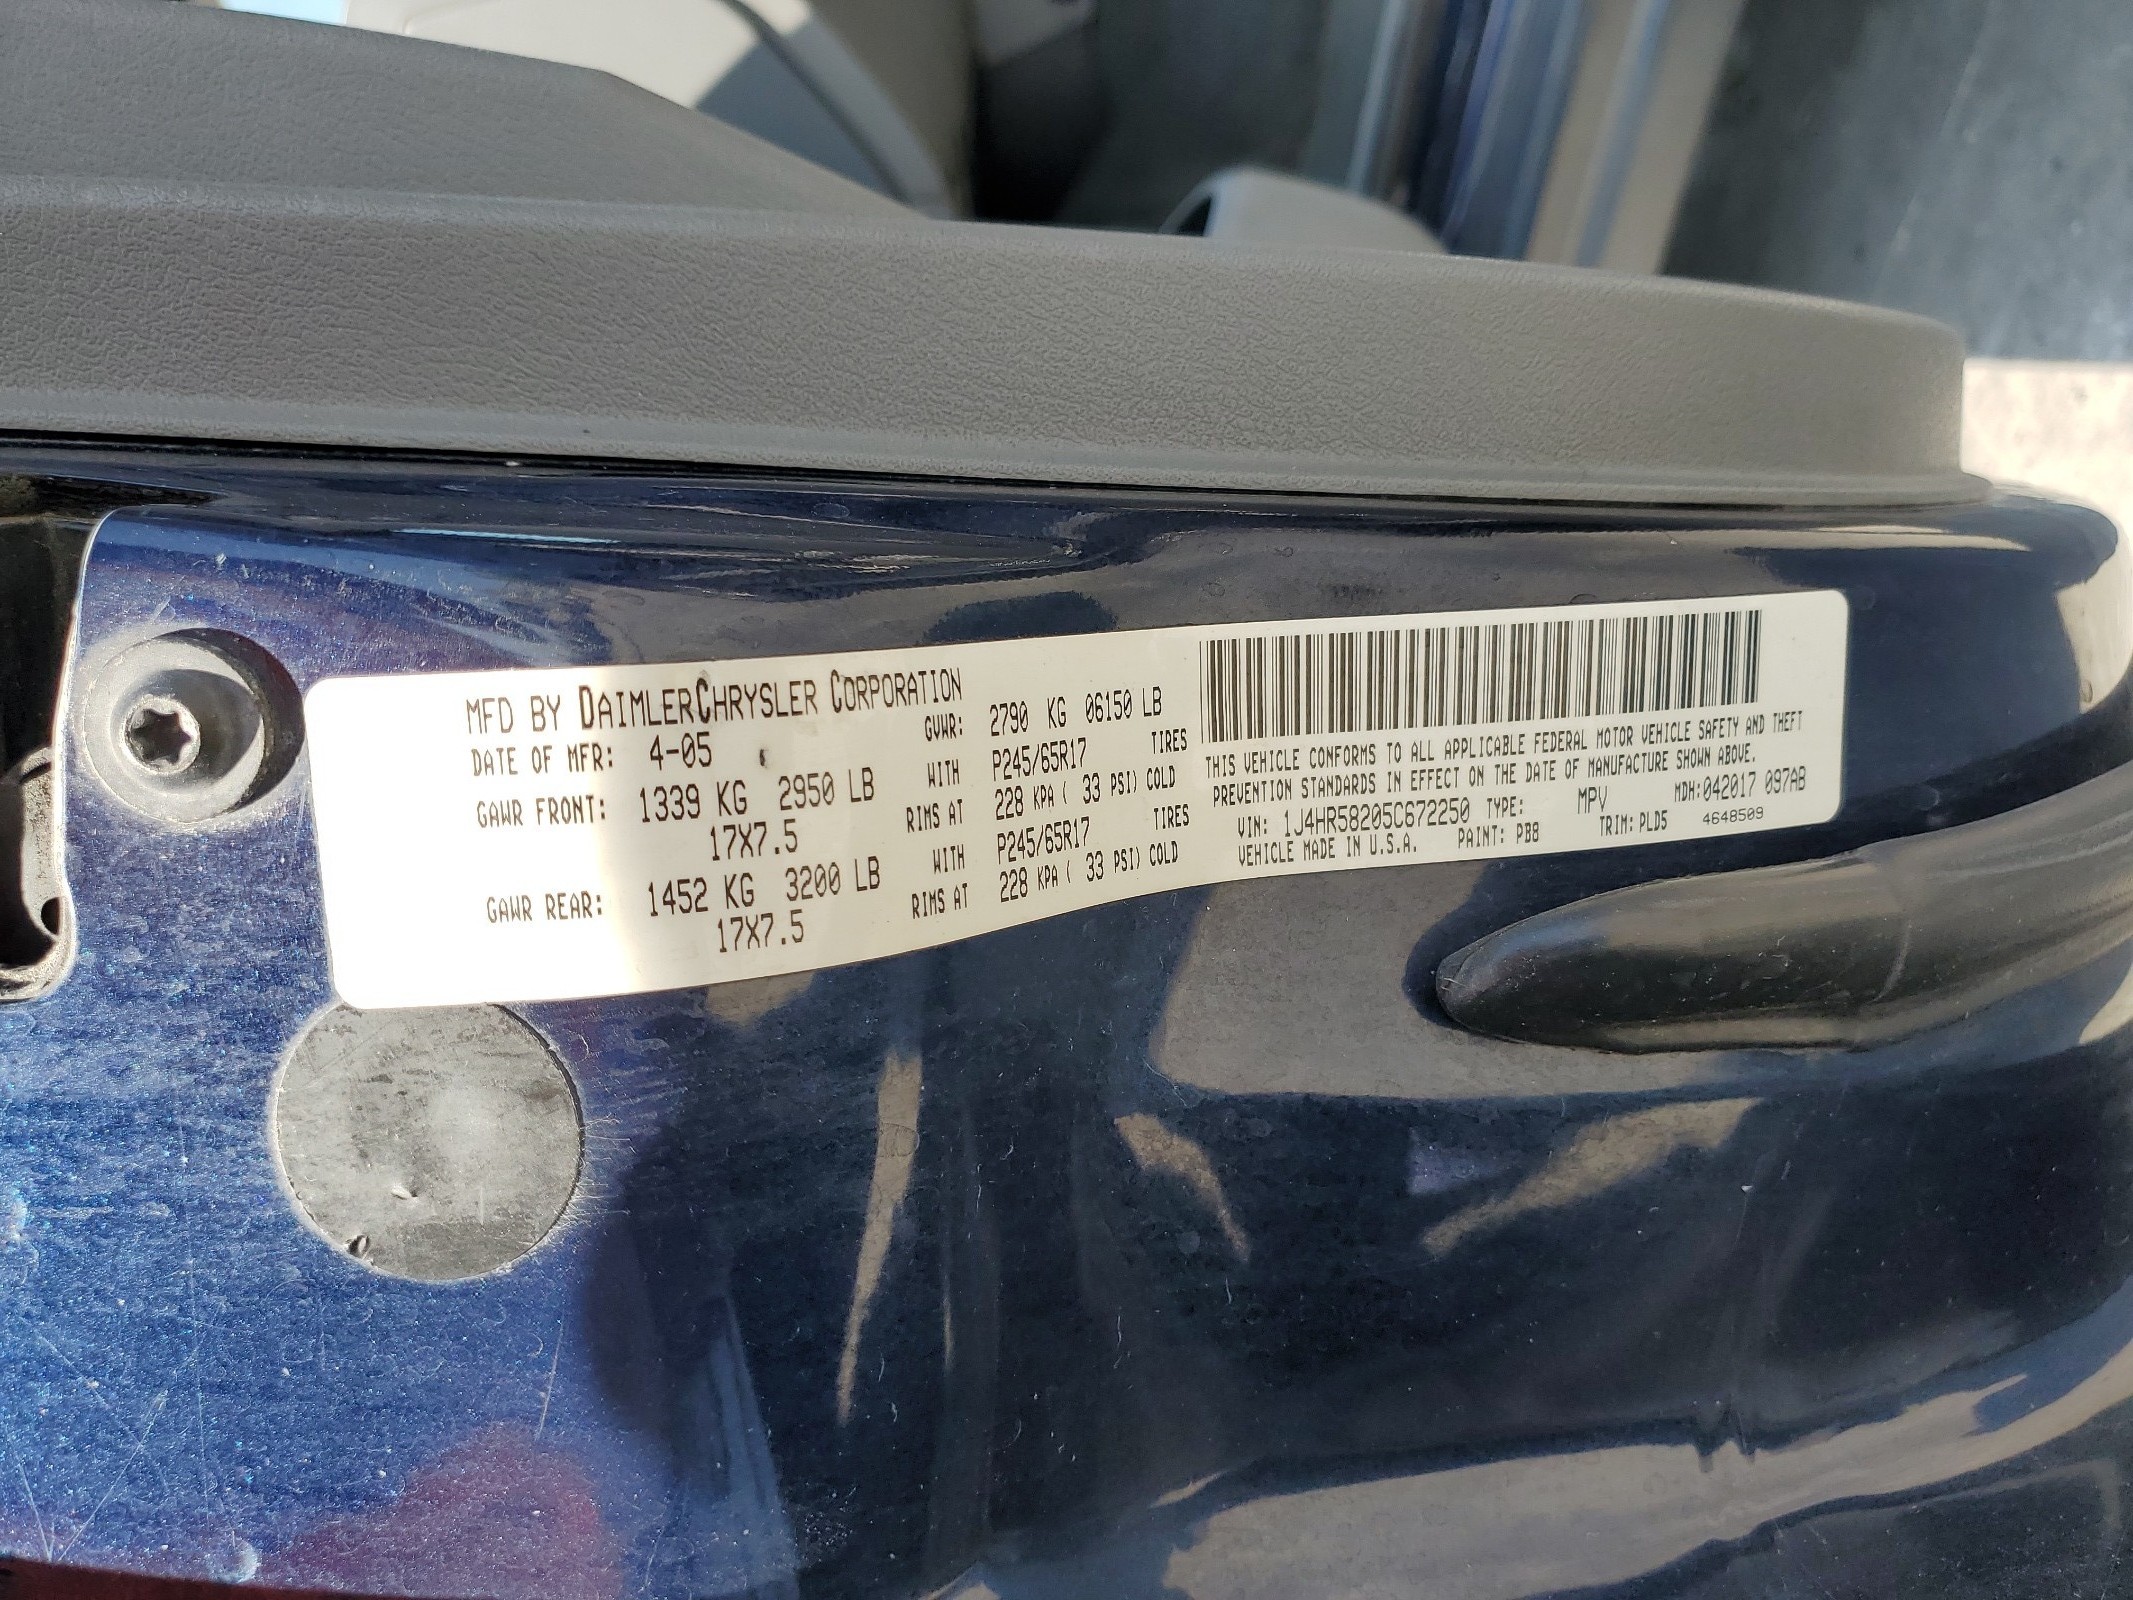 MFD BY DAIMLERCHRYSLER CORPORATION
DATE OF MFR: 4-05 GVWR: 2790 KG 06150 LB
GAWR FRONT: 1339 KG 2950 LB WITH P245/65R17 TIRES
17X7.5 RIMS AT 228 KPA ( 33 PSI) COLD
GAWR REAR: 1452 KG 3200 LB WITH P245/65R17 TIRES
17X7.5 RIMS AT 228 KPA ( 33 PSI) COLD
THIS VEHICLE CONFORMS TO ALL APPLICABLE FEDERAL MOTOR VEHICLE SAFETY AND THEFT
PREVENTION STANDARDS IN EFFECT ON THE DATE OF MANUFACTURE SHOWN ABOVE.
VIN: 1J4HR58205C672250 TYPE: MPV MDH:042017 097AB
VEHICLE MADE IN U.S.A. PAINT: PB8 TRIM: PLD5 4648509